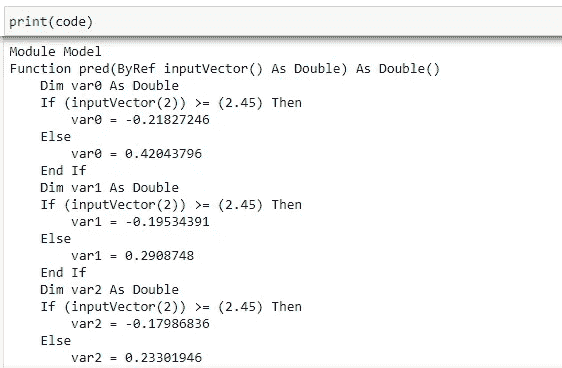 print(code)
Module Model
Function pred(ByRef inputVector() As Double) As Double()
    Dim var0 As Double
    If (inputVector(2)) >= (2.45) Then
        var0 = -0.21827246
    Else
        var0 = 0.42043796
    End If
    Dim var1 As Double
    If (inputVector(2)) >= (2.45) Then
        var1 = -0.19534391
    Else
        var1 = 0.2908748
    End If
    Dim var2 As Double
    If (inputVector(2)) >= (2.45) Then
        var2 = -0.17986836
    Else
        var2 = 0.23301946